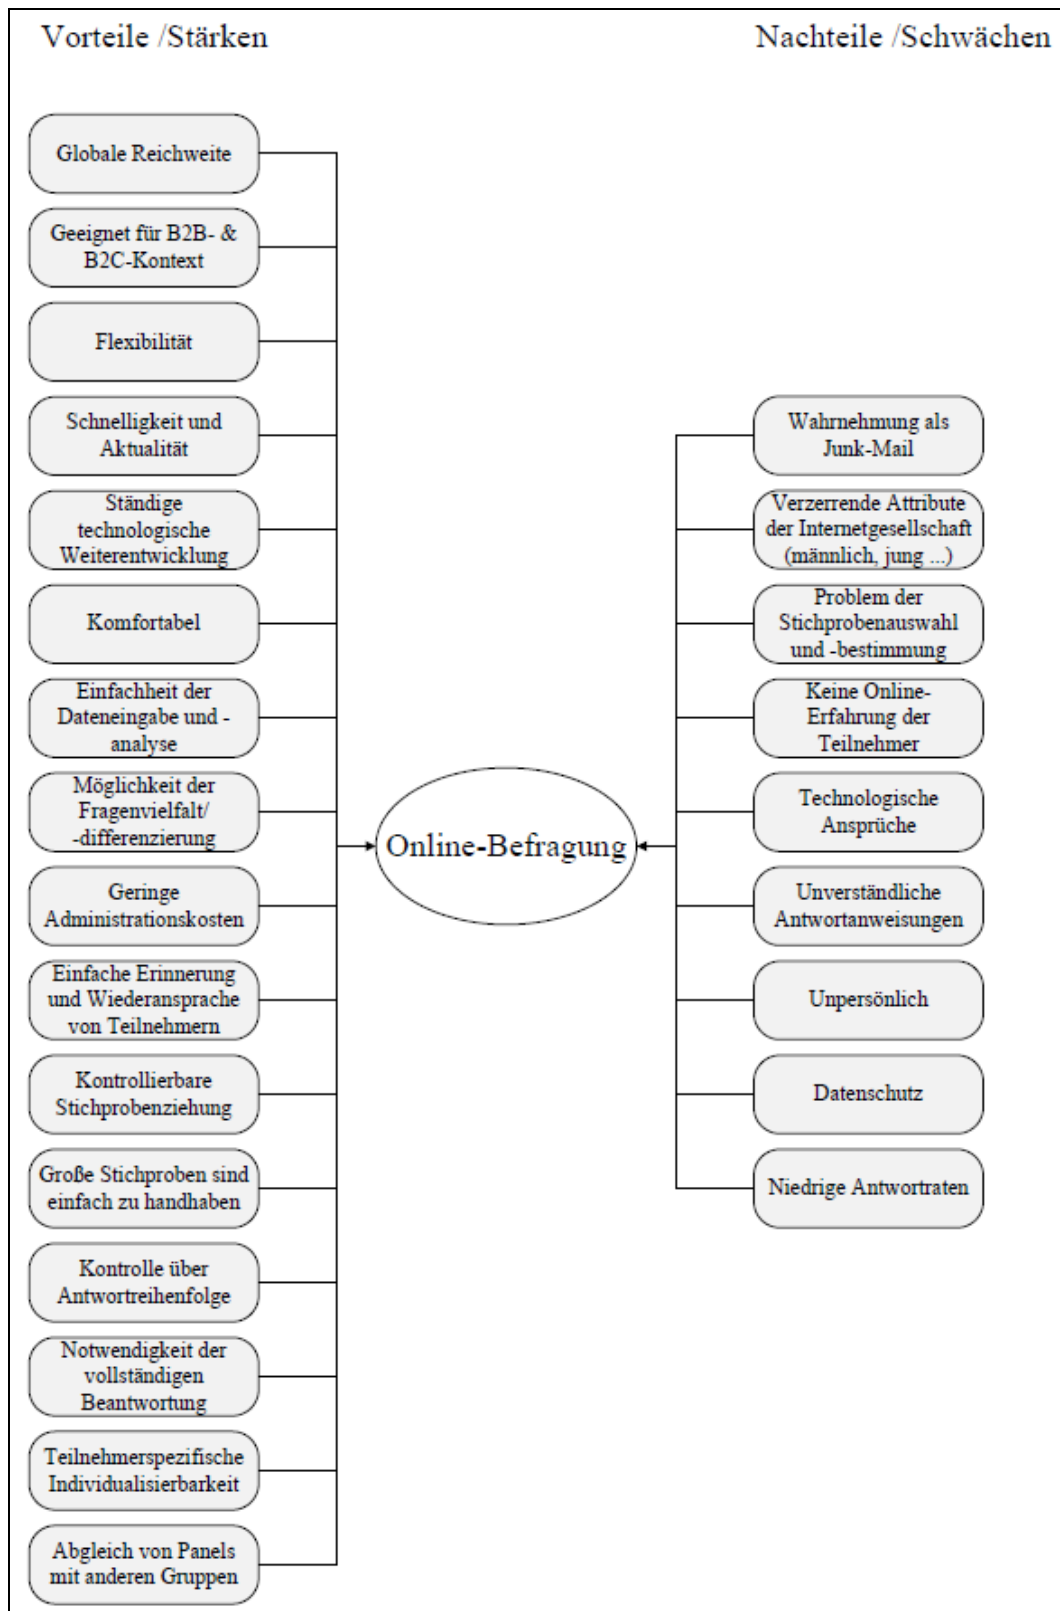 Vorteile /Stärken
Nachteile /Schwächen
Globale Reichweite
Geeignet für B2B- &
B2C-Kontext
Flexibilität
Schnelligkeit und
Aktualität
Ständige
technologische
Weiterentwicklung
Komfortabel
Einfachheit der
Dateneingabe und -
analyse
Möglichkeit der
Fragenvielfalt/
-differenzierung
Geringe
Administrationskosten
Einfache Erinnerung
und Wiederansprache
von Teilnehmern
Kontrollierbare
Stichprobenziehung
Große Stichproben sind
einfach zu handhaben
Kontrolle über
Antwortreihenfolge
Notwendigkeit der
vollständigen
Beantwortung
Teilnehmerspezifische
Individualisierbarkeit
Abgleich von Panels
mit anderen Gruppen
Online-Befragung
Wahrnehmung als
Junk-Mail
Verzerrende Attribute
der Internetgesellschaft
(männlich, jung ...)
Problem der
Stichprobenauswahl
und -bestimmung
Keine Online-
Erfahrung der
Teilnehmer
Technologische
Ansprüche
Unverständliche
Antwortanweisungen
Unpersönlich
Datenschutz
Niedrige Antwortraten